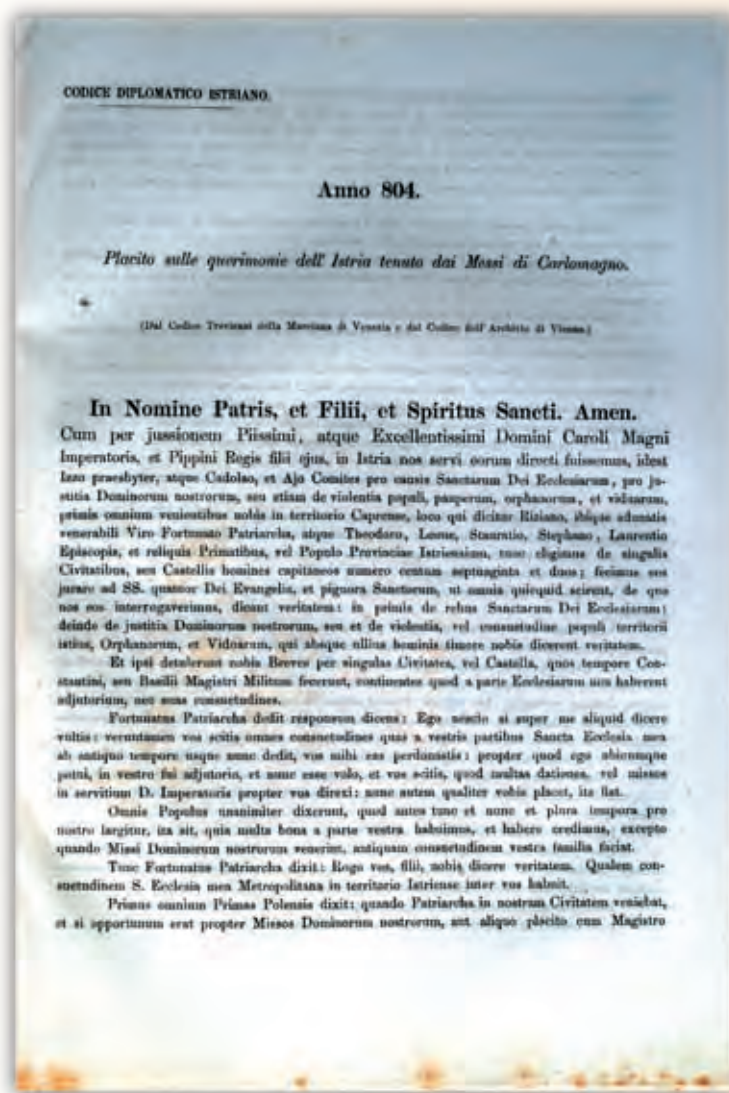 CODICE DIPLOMATICO ISTRIANO.
Anno 804.
Placito sulle querimonie dell' Istria tenuto dai Messi di Carlomagno.
(Dal Codice Trevisani della Marciana di Venezia e dal Codice dell' Archivio di Vienna.)
In Nomine Patris, et Filii, et Spiritus Sancti. Amen.
Cum per jussionem Piissimi, atque Excellentissimi Domini Caroli Magni
Imperatoris, et Pippini Regis filii ejus, in Istria nos servi eorum directi fuissemus, idest
Izzo praesbyter, atque Cadolao, et Ajo Comites pro causis Sanctarum Dei Ecclesiarum, pro ju-
stitia Dominorum nostrorum, seu etiam de violentia populi, pauperum, orphanorum, et viduarum,
primis omnium venientibus nobis in territorio Caprense, loco qui dicitur Riziano, ibique adunatis
venerabili Viro Fortunato Patriarcha, atque Theodoro, Leone, Stauratio, Stephano, Laurentio
Episcopis, et reliquis Primatibus, vel Populo Provinciae Istriensium, tunc eligimus de singulis
Civitatibus, seu Castellis homines capitaneos numero centum septuaginta et duos; fecimus eos
jurare ad SS. quatuor Dei Evangelia, et pignora Sanctorum, ut omnia quicquid scirent, de quo
nos eos interrogaverimus, dicant veritatem: in primis de rebus Sanctarum Dei Ecclesiarum;
deinde de justitia Dominorum nostrorum, seu et de violentia, vel consuetudine populi territorii
istius, Orphanorum, et Viduarum, qui absque ullius hominis timore nobis dicerent veritatem.
Et ipsi detulerunt nobis Breves per singulas Civitates, vel Castella, quos tempore Con-
stantini, seu Basilii Magistri Militum fecerunt, continentes quod a parte Ecclesiarum non haberent
adjutorium, nec suas consuetudines.
Fortunatus Patriarcha dedit responsum dicens: Ego nescio si super me aliquid dicere
vultis: verumtamen vos scitis omnes consuetudines quas a vestris partibus Sancta Ecclesia mea
ab antiquo tempore usque nunc dedit, vos mihi eas perdonastis: propter quod ego ubicumque
potui, in vestro fui adjutorio, et nunc esse volo, et vos scitis, quod multas dationes, vel missos
in servitium D. Imperatoris propter vos direxi: nunc autem qualiter vobis placet, ita fiat.
Omnis Populus unanimiter dixerunt, quod antea tunc et nunc et plura tempora pro
nostro largitur, ita sit, quia multa bona a parte vestra habuimus, et habere credimus, excepto
quando Missi Dominorum nostrorum venerint, antiquam consuetudinem vestra familia faciat.
Tunc Fortunatus Patriarcha dixit: Rogo vos, filii, nobis dicere veritatem. Qualem con-
suetudinem S. Ecclesia mea Metropolitana in territorio Istriense inter vos habuit.
Primus omnium Primas Polensis dixit: quando Patriarcha in nostram Civitatem veniebat,
et si opportunum erat propter Missos Dominorum nostrorum, aut aliquo placito cum Magistro